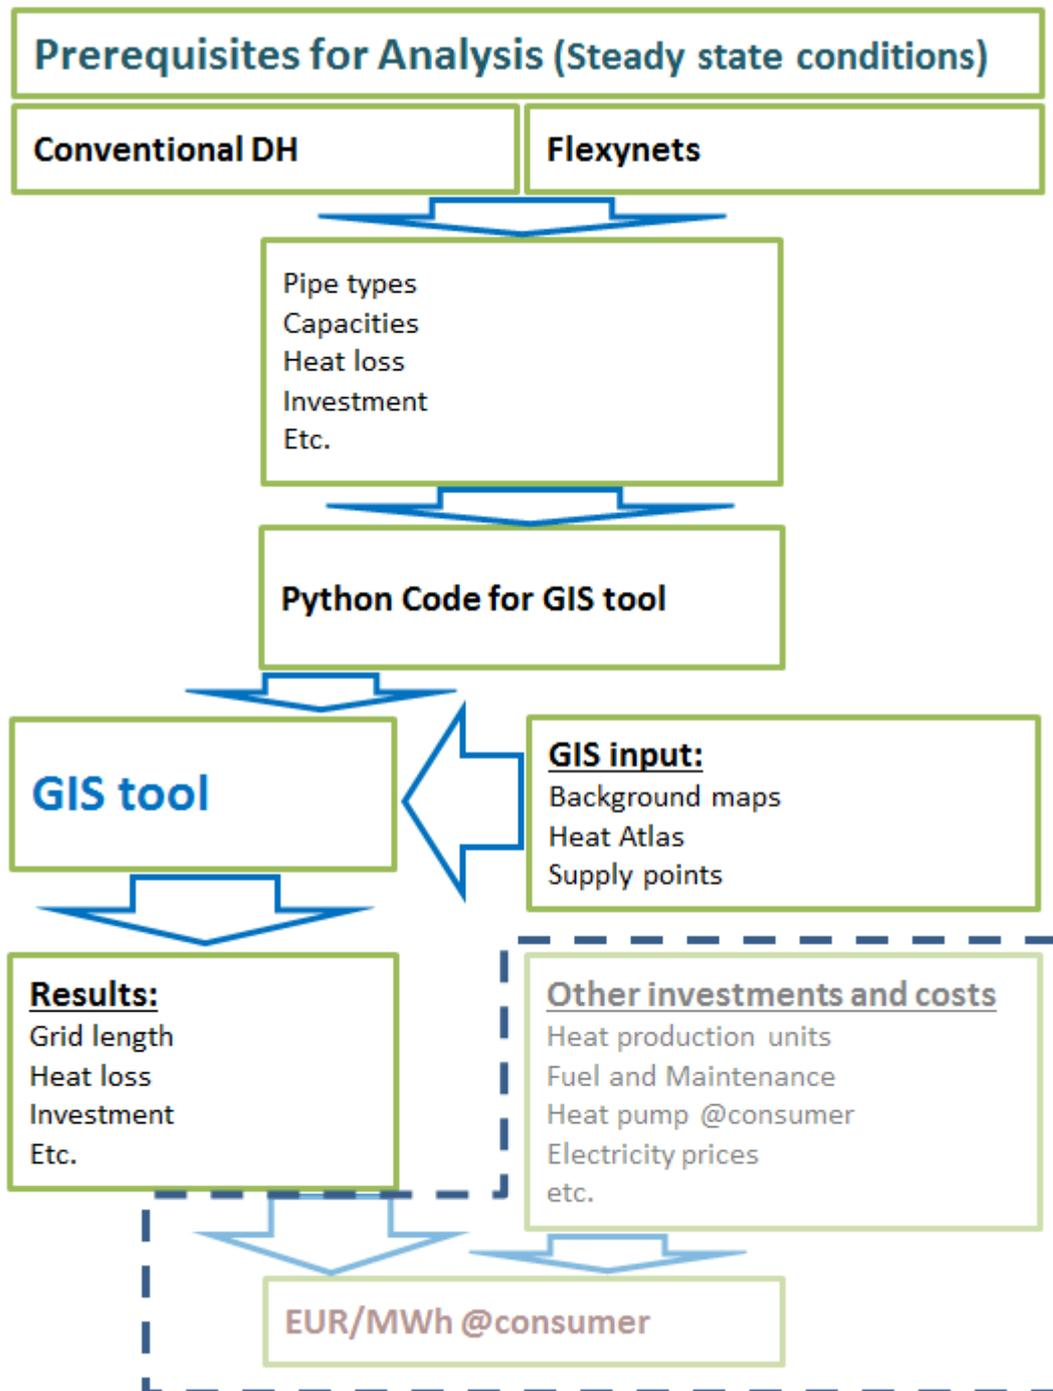 Prerequisites for Analysis (Steady state conditions)
Conventional DH
Flexynets
Pipe types
Capacities
Heat loss
Investment
Etc.
Python Code for GIS tool
GIS tool
GIS input:
Background maps
Heat Atlas
Supply points
Results:
Grid length
Heat loss
Investment
Etc.
Other investments and costs
Heat production units
Fuel and Maintenance
Heat pump @consumer
Electricity prices
etc.
EUR/MWh @consumer